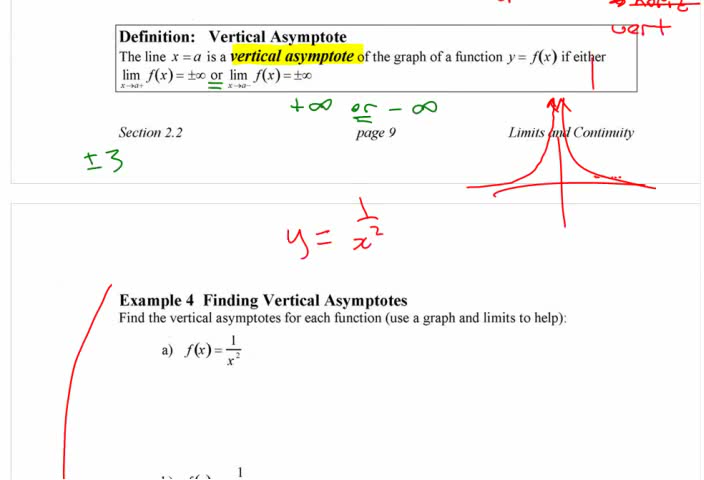 vert
Definition: Vertical Asymptote
The line x = a is a vertical asymptote of the graph of a function y = f(x) if either
lim x→a+ f(x) = ±∞ or lim x→a- f(x) = ±∞
+∞ or -∞
Section 2.2 page 9 Limits and Continuity
±3
y = 1/x²
Example 4 Finding Vertical Asymptotes
Find the vertical asymptotes for each function (use a graph and limits to help):
a) f(x) = 1/x²
1